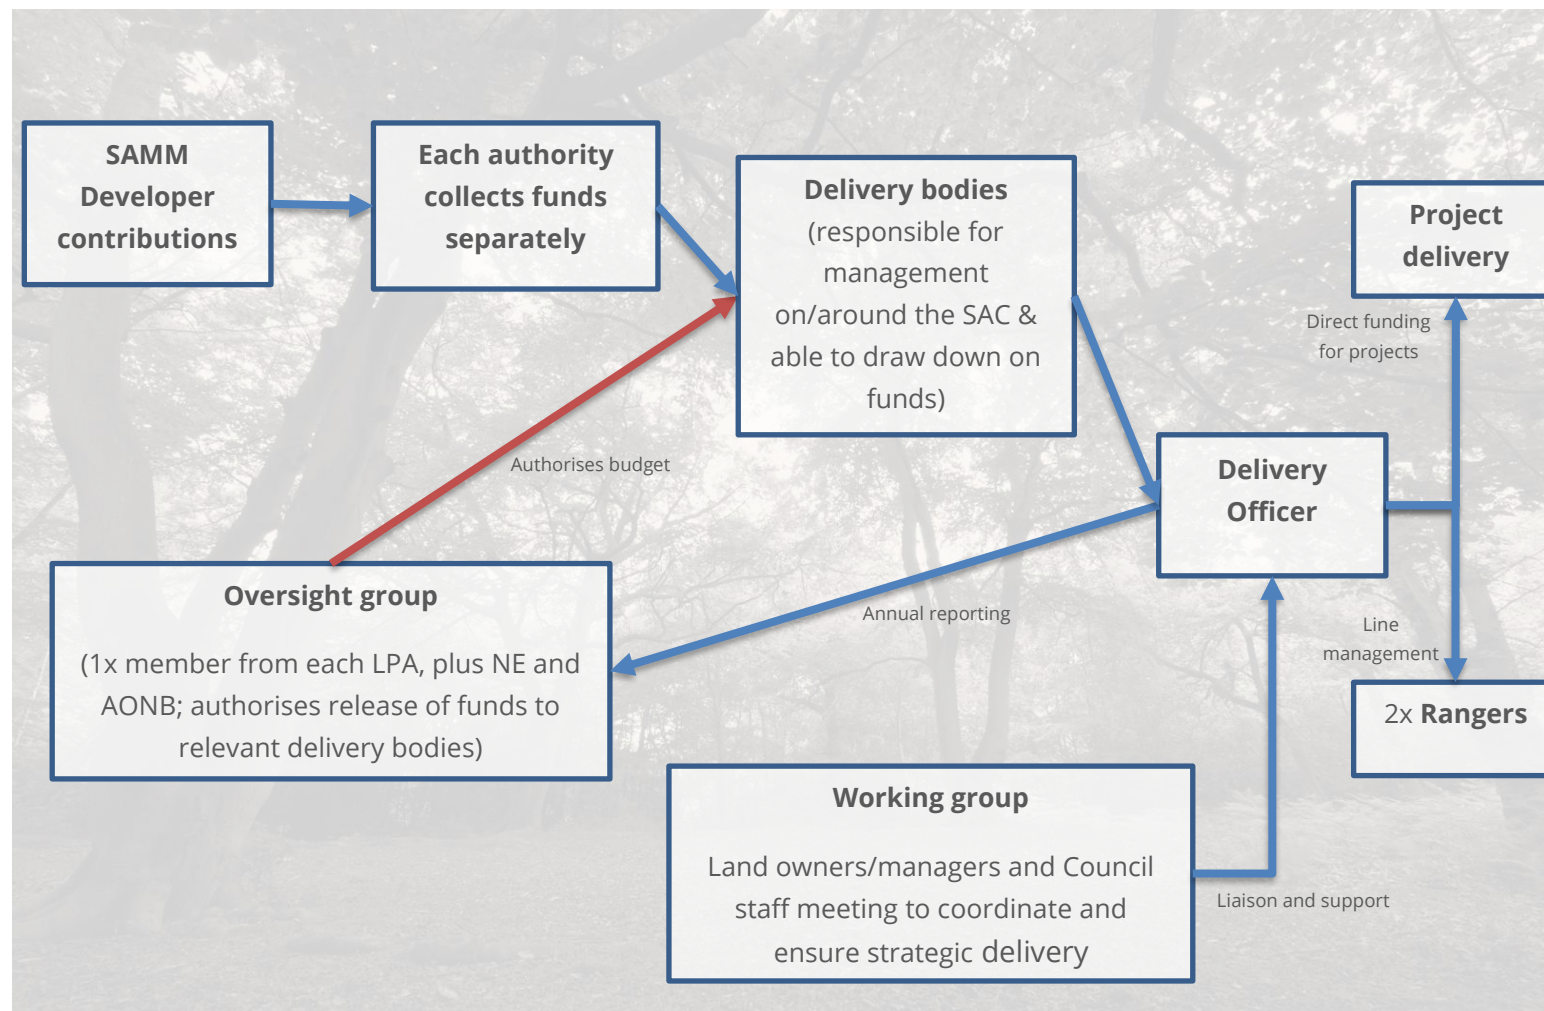 SAMM
Developer
contributions
Each authority
collects funds
separately
Delivery bodies
(responsible for
management
on/around the SAC &
able to draw down on
funds)
Project
delivery
Direct funding
for projects
Authorises budget
Delivery
Officer
Oversight group
(1x member from each LPA, plus NE and
AONB; authorises release of funds to
relevant delivery bodies)
Annual reporting
Line
management
2x Rangers
Working group
Land owners/managers and Council
staff meeting to coordinate and
ensure strategic delivery
Liaison and support